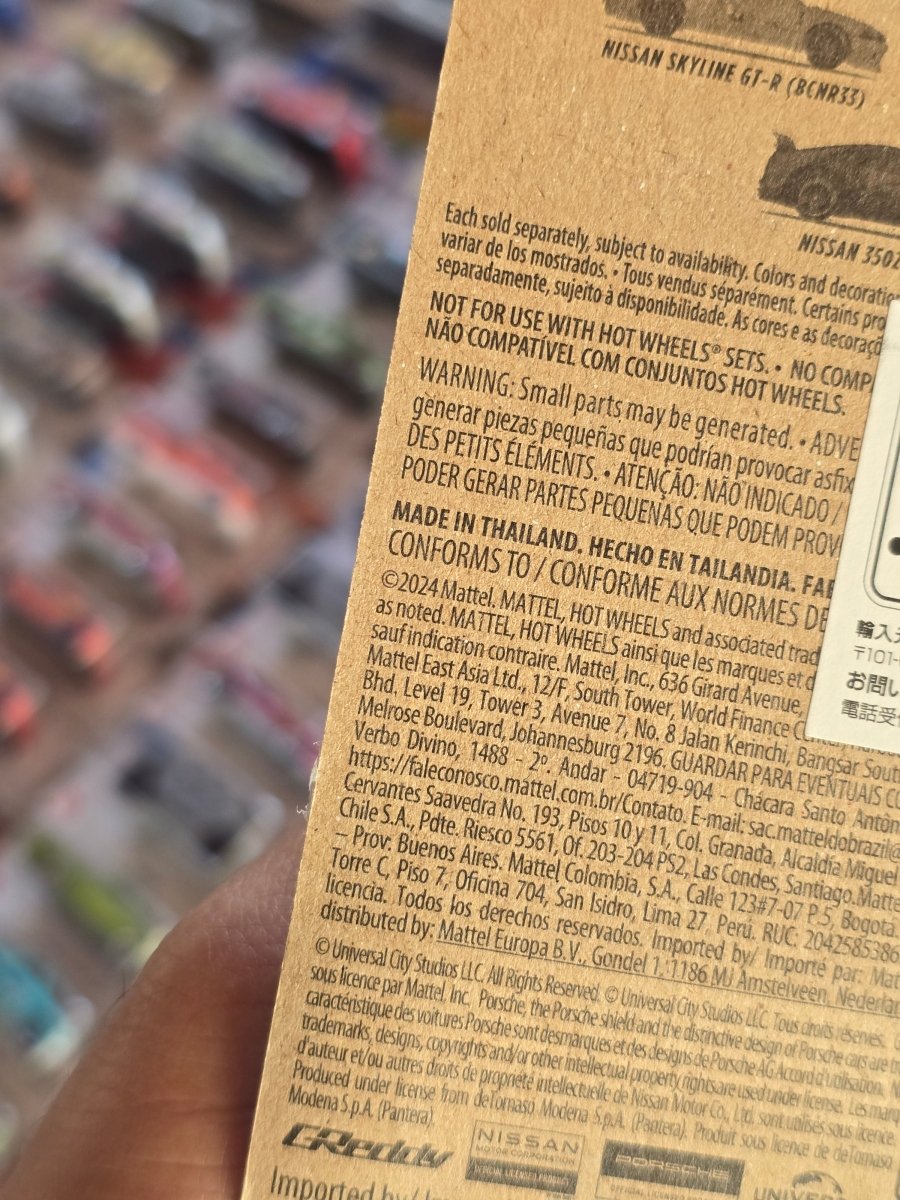 NISSAN SKYLINE GT-R (BCNR33)
NISSAN 350Z
Each sold separately, subject to availability. Colors and decoratio
variar de los mostrados. • Tous vendus séparément. Certains pro
separadamente, sujeito à disponibilidade. As cores e as decoraçõ
NOT FOR USE WITH HOT WHEELS® SETS. • NO COMP
NÃO COMPATÍVEL COM CONJUNTOS HOT WHEELS.
WARNING: Small parts may be generated. • ADVE
generar piezas pequeñas que podrían provocar asfix
DES PETITS ÉLÉMENTS. • ATENÇÃO: NÃO INDICADO /
PODER GERAR PARTES PEQUENAS QUE PODEM PROV
MADE IN THAILAND. HECHO EN TAILANDIA. FAB
CONFORMS TO / CONFORME AUX NORMES DE
©2024 Mattel. MATTEL, HOT WHEELS and associated trad
as noted. MATTEL, HOT WHEELS ainsi que les marques et d
sauf indication contraire. Mattel, Inc., 636 Girard Avenue,
Mattel East Asia Ltd., 12/F, South Tower, World Finance C
Bhd, Level 19, Tower 3, Avenue 7, No. 8 Jalan Kerinchi, Bangsar Sout
Melrose Boulevard, Johannesburg 2196. GUARDAR PARA EVENTUAIS CO
Verbo Divino, 1488 - 2º. Andar - 04719-904 - Chácara Santo Antôn
https://faleconosco.mattel.com.br/Contato. E-mail: sac.matteldobrazil@
Cervantes Saavedra No. 193, Pisos 10 y 11, Col. Granada, Alcaldía Miguel
Chile S.A., Pdte. Riesco 5561, Of. 203-204 PS2, Las Condes, Santiago. Matte
– Prov: Buenos Aires. Mattel Colombia, S.A., Calle 123#7-07 P.5, Bogotá.
Torre C, Piso 7, Oficina 704, San Isidro, Lima 27 Perú. RUC: 2042585386
licencia. Todos los derechos reservados. Imported by/ Importé par: Mat
distributed by: Mattel Europa B.V., Gondel 1, 1186 MJ Amstelveen, Nederlan
© Universal City Studios LLC. All Rights Reserved. © Universal City Studios LLC. Tous droits réservés.
sous licence par Mattel, Inc. Porsche, the Porsche shield and the distinctive design of Porsche cars are t
caractéristique des voitures Porsche sont des marques et des designs de Porsche AG. Accord d'utilisation. N
trademarks, designs, copyrights and/or other intellectual property rights are used under license. Les marq
d'auteur et/ou autres droits de propriété intellectuelle de Nissan Motor Co., Ltd. sont utilisés sous licence.
Produced under license from deTomaso Modena S.p.A. (Pantera). Produit sous licence de deTomaso
Modena S.p.A. (Pantera).
GReddy
NISSAN
MOTOR CORPORATION
PORSCHE
UNI
Imported by/ Im
輸入元
〒101-
お問い
電話受付